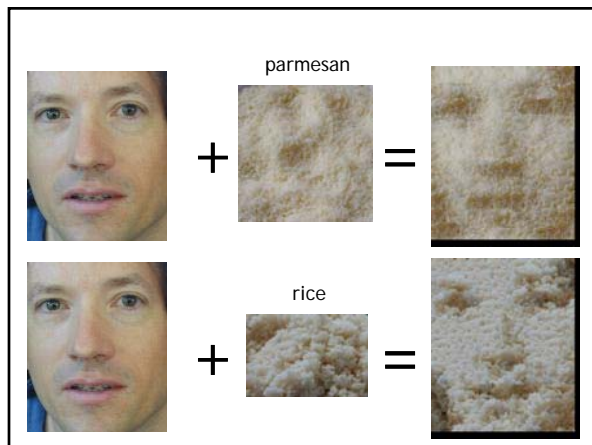 parmesan
+ =
rice
+ =